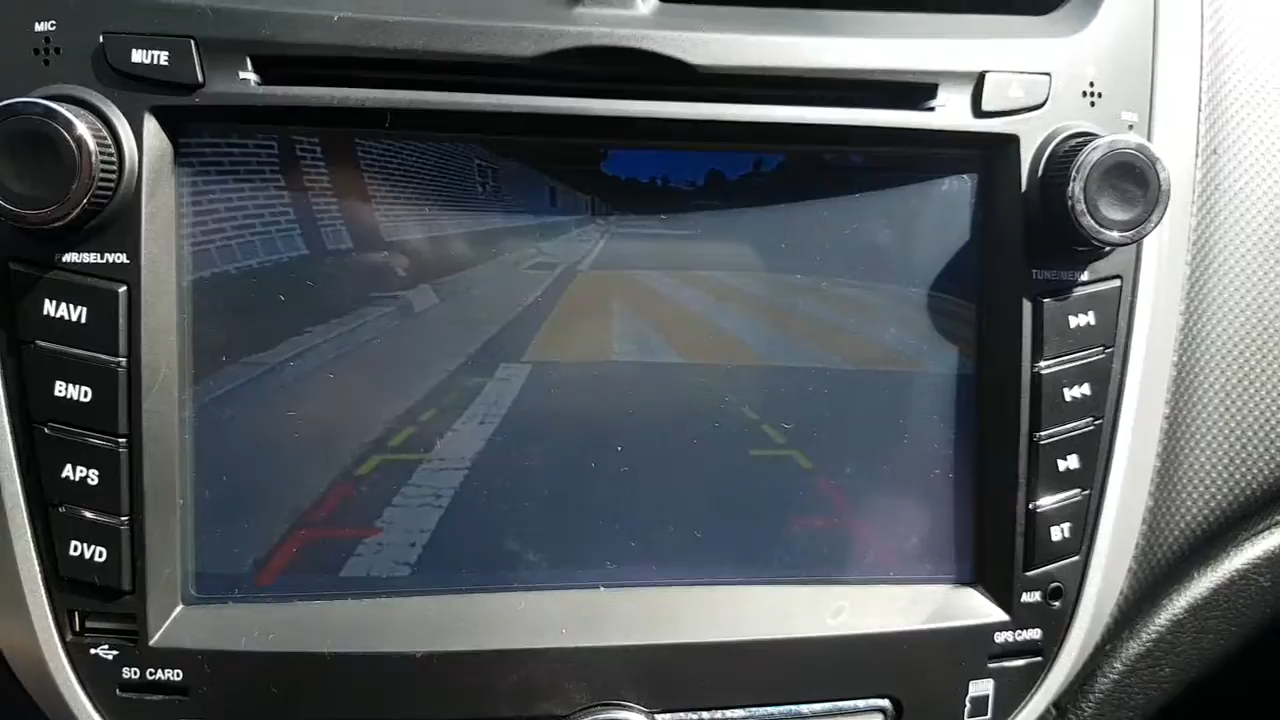 MIC
MUTE
PWR/SEL/VOL
NAVI
BND
APS
DVD
SD CARD
TUNE/MENU
BT
AUX
GPS CARD